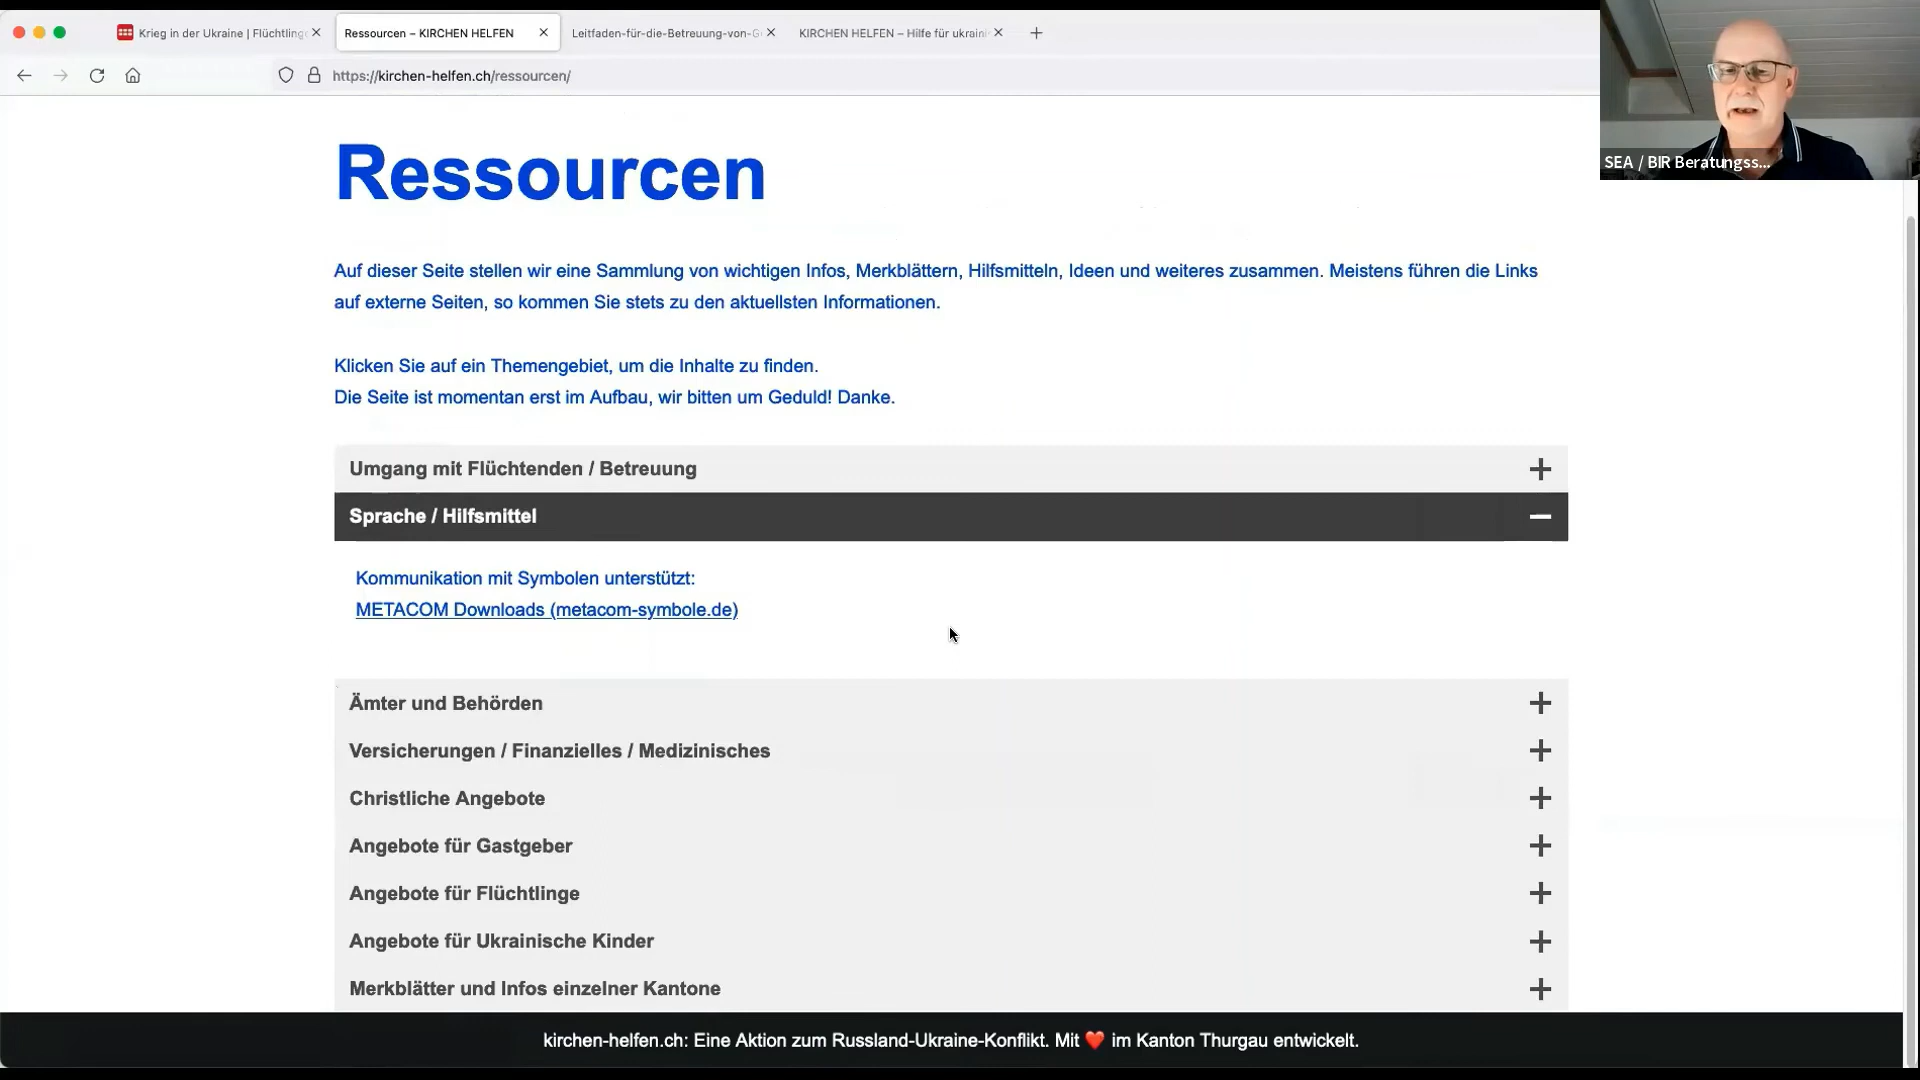 Krieg in der Ukraine | Flüchtling
Ressourcen – KIRCHEN HELFEN
Leitfaden-für-die-Betreuung-von-G
KIRCHEN HELFEN – Hilfe für ukraini
https://kirchen-helfen.ch/ressourcen/
SEA / BIR Beratungss...
Ressourcen
Auf dieser Seite stellen wir eine Sammlung von wichtigen Infos, Merkblättern, Hilfsmitteln, Ideen und weiteres zusammen. Meistens führen die Links
auf externe Seiten, so kommen Sie stets zu den aktuellsten Informationen.
Klicken Sie auf ein Themengebiet, um die Inhalte zu finden.
Die Seite ist momentan erst im Aufbau, wir bitten um Geduld! Danke.
Umgang mit Flüchtenden / Betreuung
Sprache / Hilfsmittel
Kommunikation mit Symbolen unterstützt:
METACOM Downloads (metacom-symbole.de)
Ämter und Behörden
Versicherungen / Finanzielles / Medizinisches
Christliche Angebote
Angebote für Gastgeber
Angebote für Flüchtlinge
Angebote für Ukrainische Kinder
Merkblätter und Infos einzelner Kantone
kirchen-helfen.ch: Eine Aktion zum Russland-Ukraine-Konflikt. Mit ❤️ im Kanton Thurgau entwickelt.